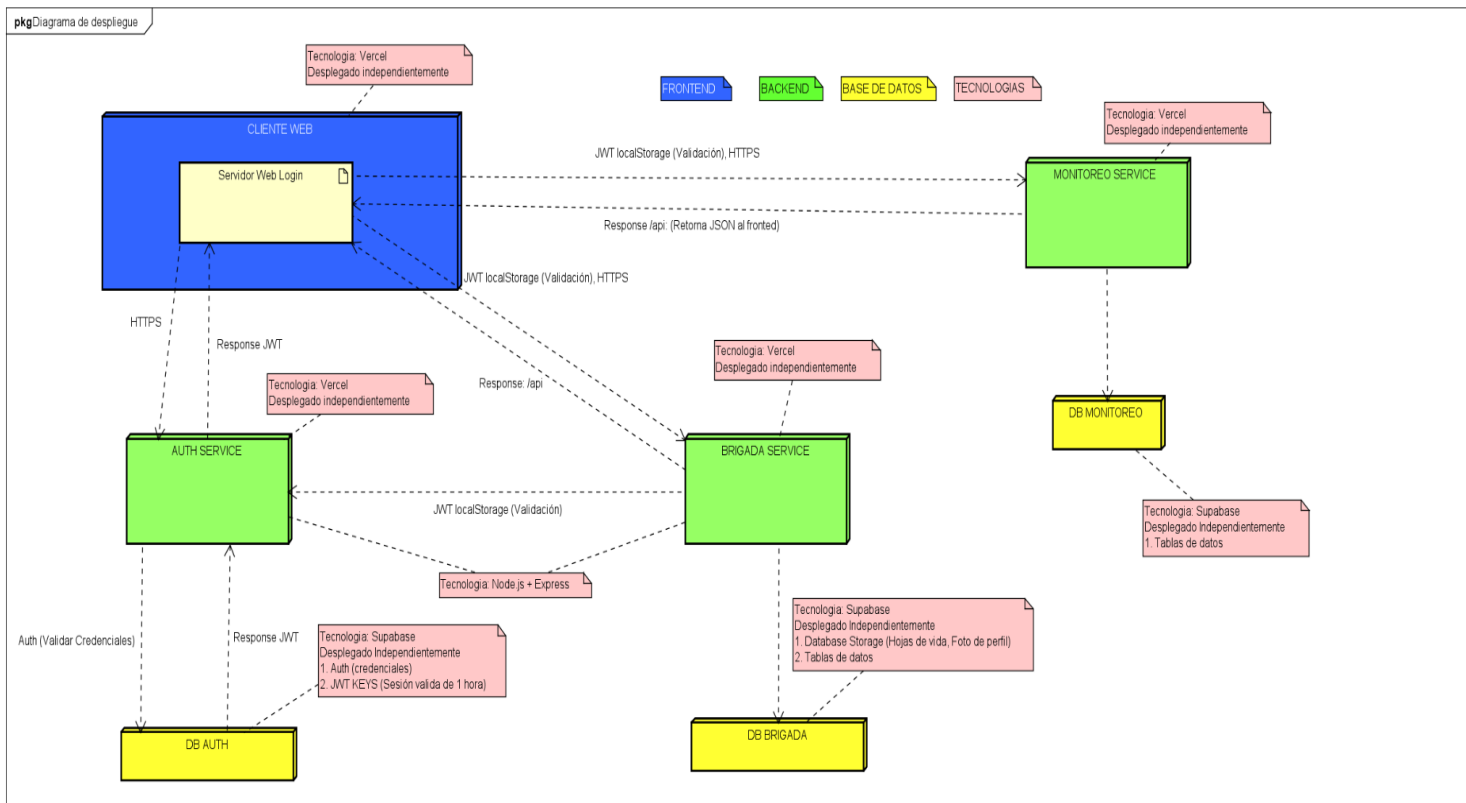 pkgDiagrama de despliegue
Tecnologia: Vercel
Desplegado independientemente
FRONTEND
BACKEND
BASE DE DATOS
TECNOLOGIAS
Tecnologia: Vercel
Desplegado independientemente
CLIENTE WEB
Servidor Web Login
JWT localStorage (Validación), HTTPS
MONITOREO SERVICE
Response /api: (Retorna JSON al fronted)
JWT localStorage (Validación), HTTPS
HTTPS
Response JWT
Tecnologia: Vercel
Desplegado independientemente
Response: /api
Tecnologia: Vercel
Desplegado independientemente
DB MONITOREO
AUTH SERVICE
BRIGADA SERVICE
JWT localStorage (Validación)
Tecnologia: Supabase
Desplegado Independientemente
1. Tablas de datos
Tecnologia: Node.js + Express
Auth (Validar Credenciales)
Response JWT
Tecnologia: Supabase
Desplegado Independientemente
1. Auth (credenciales)
2. JWT KEYS (Sesión valida de 1 hora)
Tecnologia: Supabase
Desplegado Independientemente
1. Database Storage (Hojas de vida, Foto de perfil)
2. Tablas de datos
DB AUTH
DB BRIGADA